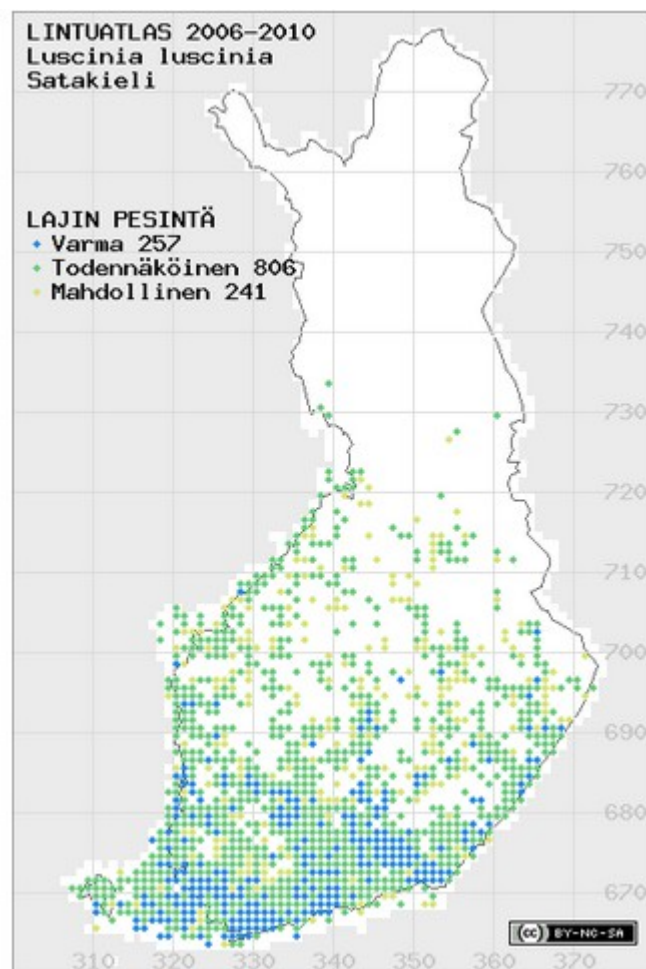 LINTUATLAS 2006-2010
Luscinia luscinia
Satakieli
LAJIN PESINTÄ
Varma 257
Todennäköinen 806
Mahdollinen 241
770
760
750
740
730
720
710
700
690
680
670
310 320 330 340 350 360 370
cc BY-NC-SA